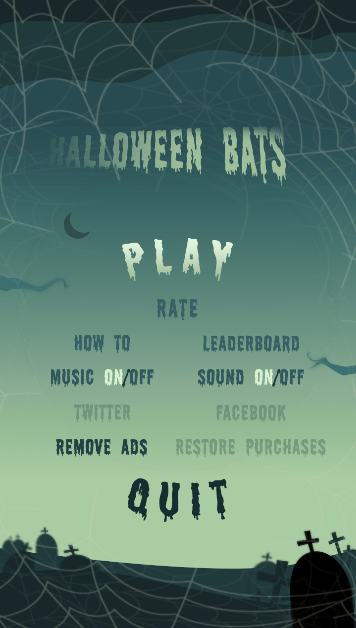 HALLOWEEN BATS
PLAY
RATE
HOW TO LEADERBOARD
MUSIC ON/OFF SOUND ON/OFF
TWITTER FACEBOOK
REMOVE ADS RESTORE PURCHASES
QUIT